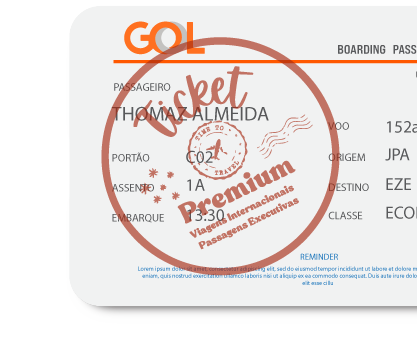 GOL
BOARDING PASS
PASSAGEIRO
THOMAZ ALMEIDA
Ticket
VOO 152a
TIME TO TRAVEL
PORTÃO C02
ORIGEM JPA
ASSENTO 1A
DESTINO EZE
EMBARQUE 13:30
CLASSE ECO
Premium
Viagens Internacionais
Passagens Executivas
REMINDER
Lorem ipsum dolor sit amet, consectetur adipiscing elit, sed do eiusmod tempor incididunt ut labore et dolore
eniam, quis nostrud exercitation ullamco laboris nisi ut aliquip ex ea commodo consequat. Duis aute irure
elit esse cillu